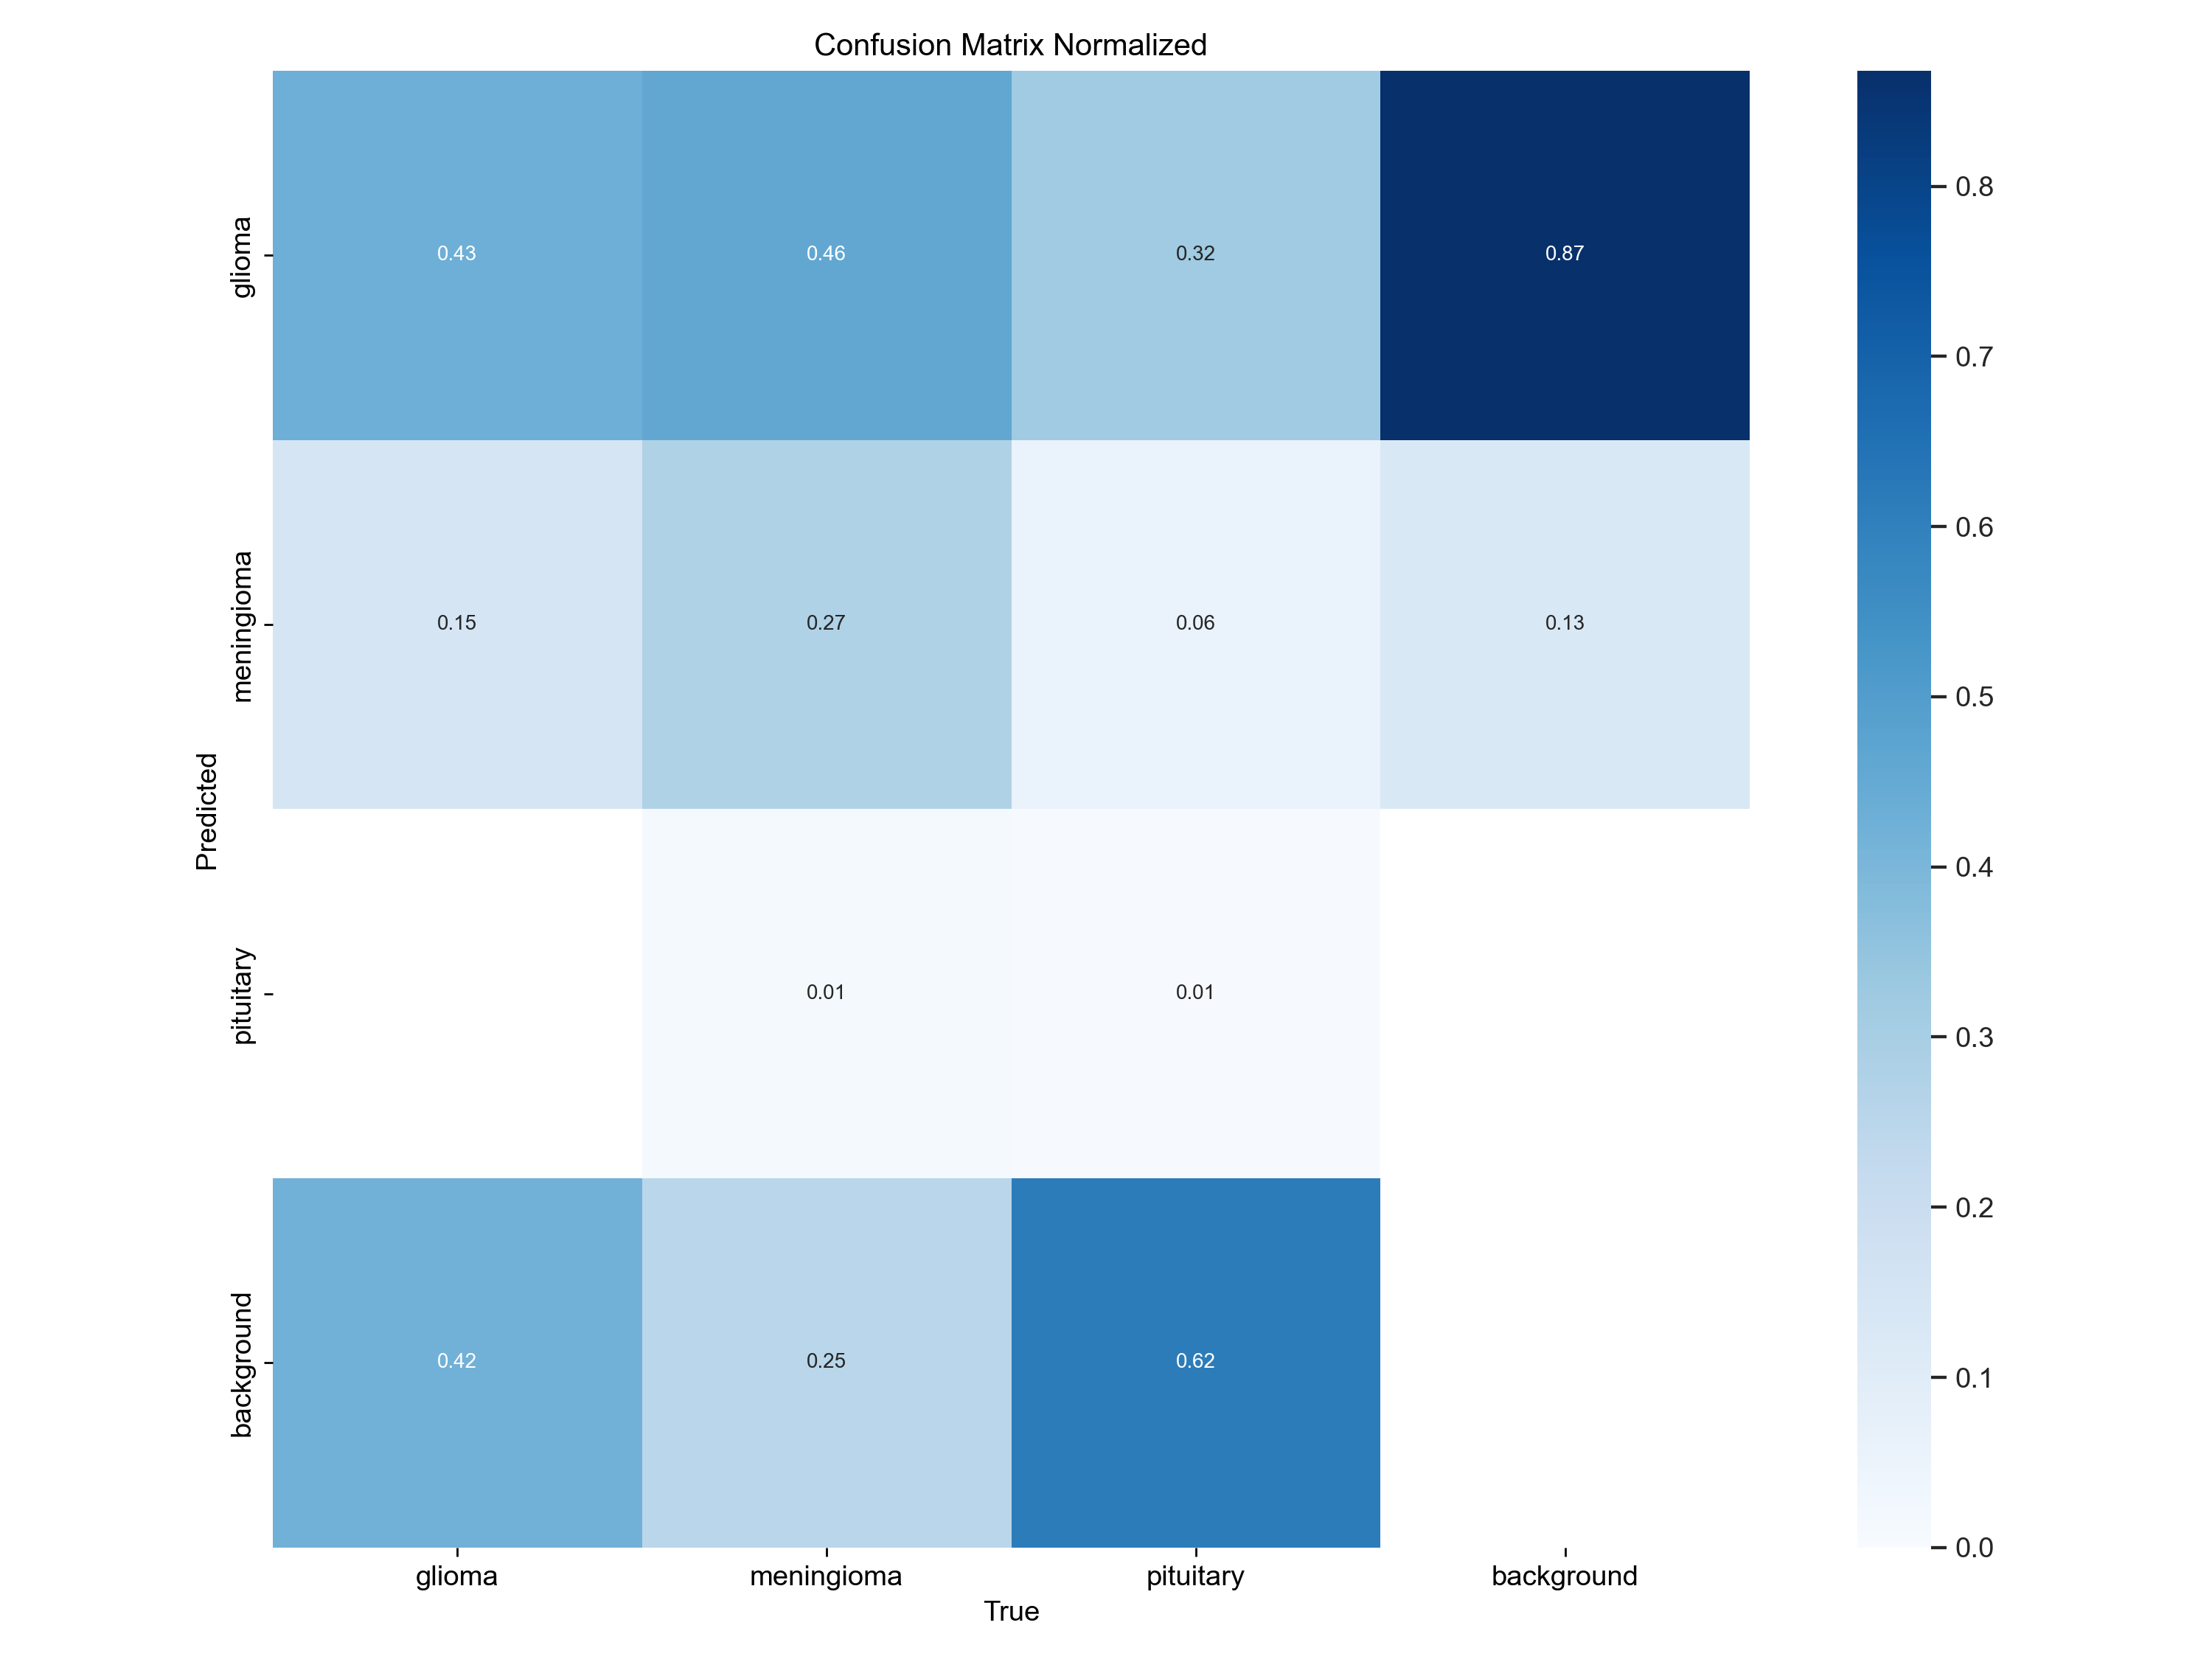 Confusion Matrix Normalized
glioma
0.43
0.46
0.32
0.87
meningioma
0.15
0.27
0.06
0.13
pituitary
0.01
0.01
background
0.42
0.25
0.62
Predicted
glioma
meningioma
pituitary
background
True
0.8
0.7
0.6
0.5
0.4
0.3
0.2
0.1
0.0